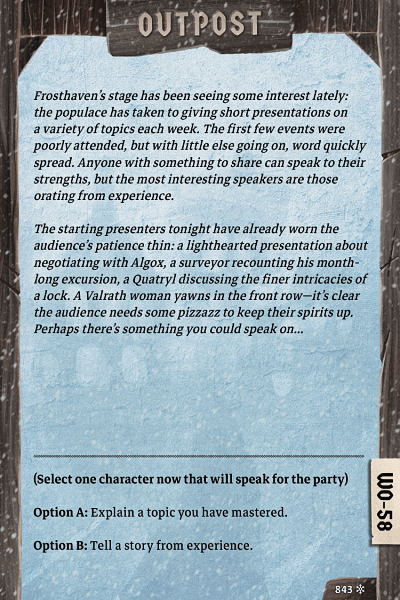 OUTPOST
Frosthaven's stage has been seeing some interest lately:
the populace has taken to giving short presentations on
a variety of topics each week. The first few events were
poorly attended, but with little else going on, word quickly
spread. Anyone with something to share can speak to their
strengths, but the most interesting speakers are those
orating from experience.
The starting presenters tonight have already worn the
audience's patience thin: a lighthearted presentation about
negotiating with Algox, a surveyor recounting his month-
long excursion, a Quatryl discussing the finer intricacies of
a lock. A Valrath woman yawns in the front row—it's clear
the audience needs some pizzazz to keep their spirits up.
Perhaps there's something you could speak on...
(Select one character now that will speak for the party)
Option A: Explain a topic you have mastered.
Option B: Tell a story from experience.
WO-58
843